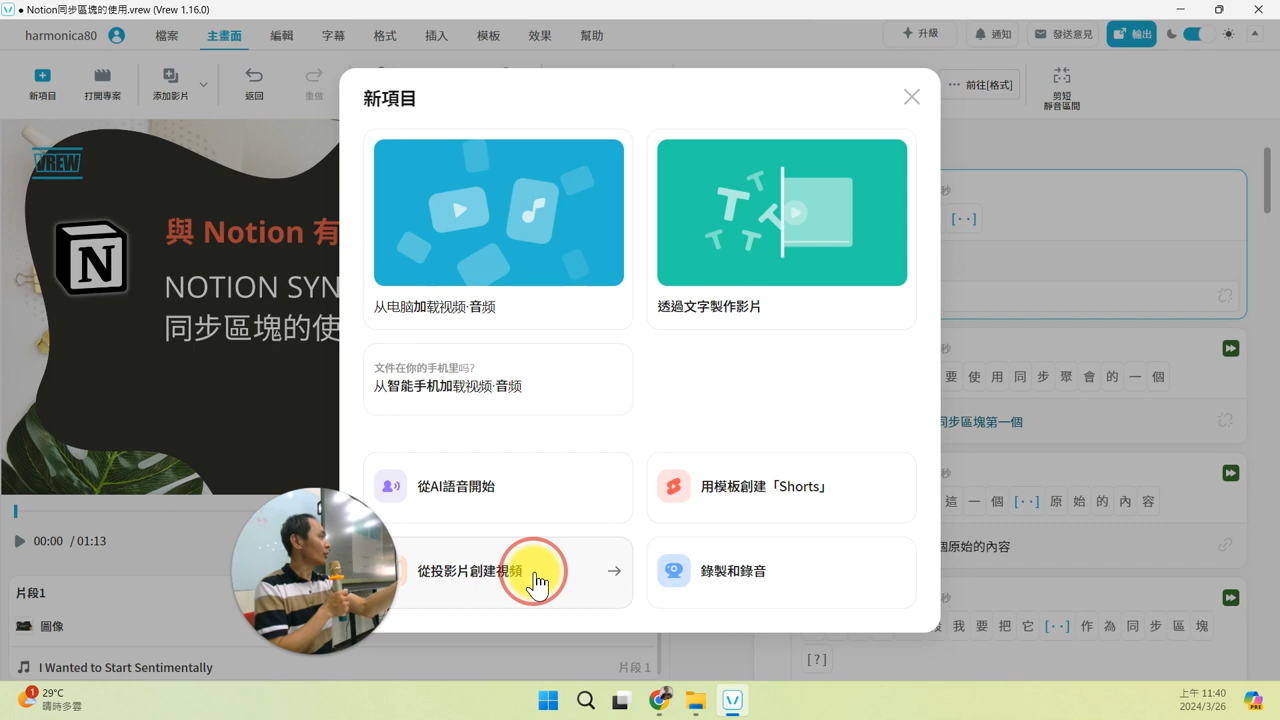 ● Notion同步區塊的使用.vrew (Vrew 1.16.0)
harmonica80
檔案
主畫面
編輯
字幕
格式
插入
模板
效果
幫助
升級
通知
發送意見
輸出
新項目
打開專案
添加影片
返回
重做
··· 前往[格式]
剪短
靜音區間
VREW
與 Notion 有
NOTION SYN
同步區塊的使
00:00 / 01:13
片段1
圖像
I Wanted to Start Sentimentally
片段 1
新項目
从电脑加载视频·音频
透過文字製作影片
文件在你的手机里吗?
从智能手机加载视频·音频
從AI語音開始
用模板創建「Shorts」
從投影片創建視頻
錄製和錄音
秒
[··]
秒
要 使 用 同 步 聚 會 的 一 個
同步區塊第一個
秒
這 一 個 [··] 原 始 的 內 容
個原始的內容
秒
我 要 把 它 [··] 作 為 同 步 區 塊
[?]
1
29°C
晴時多雲
上午 11:40
2024/3/26
PRE